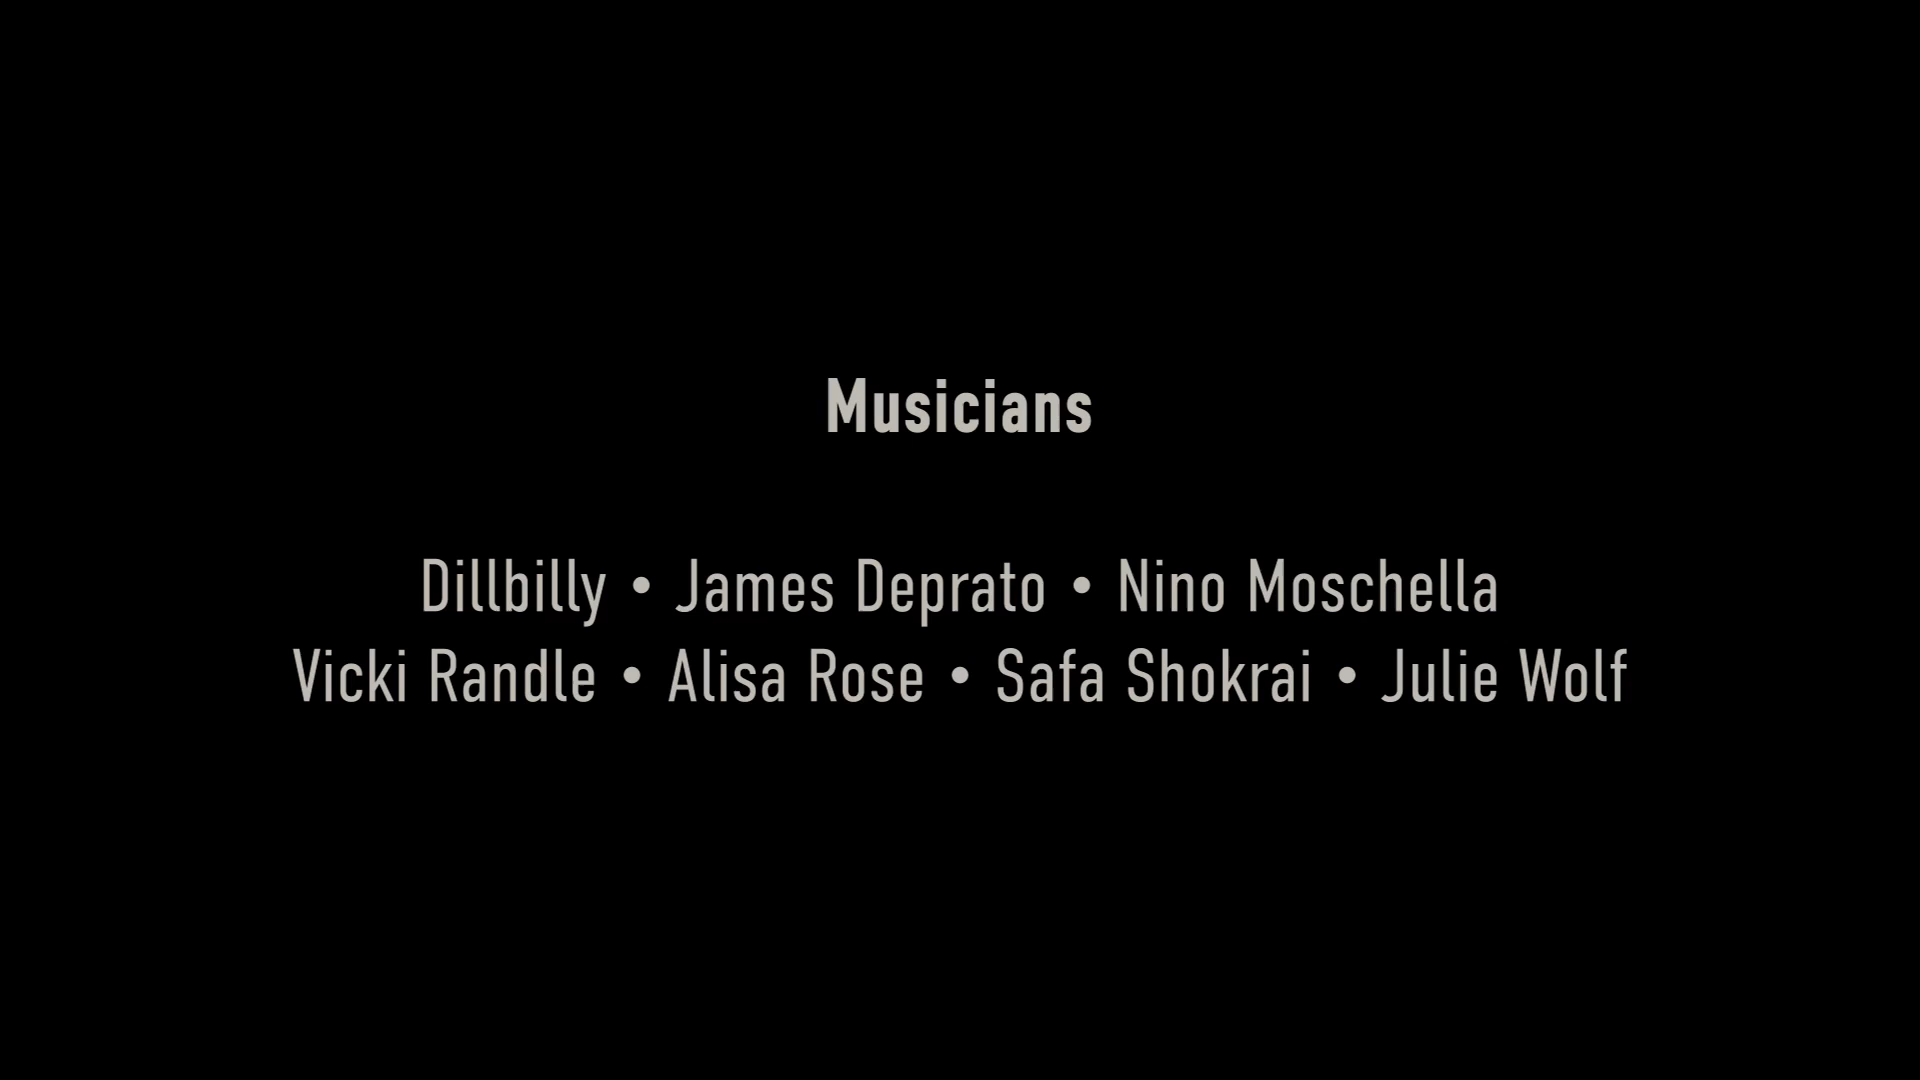 Musicians
Dillbilly • James Deprato • Nino Moschella
Vicki Randle • Alisa Rose • Safa Shokrai • Julie Wolf